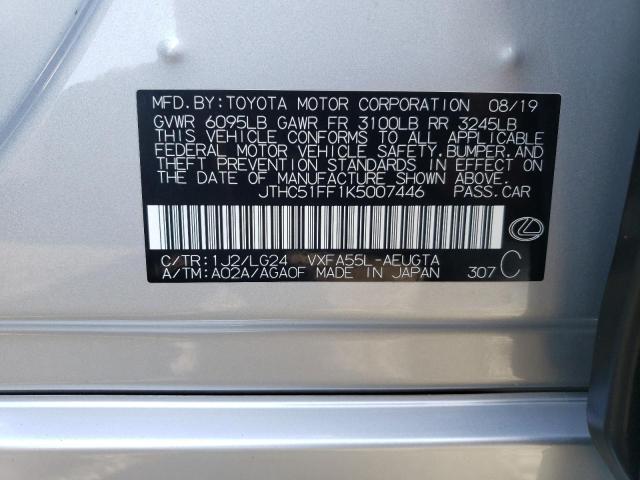 MFD. BY: TOYOTA MOTOR CORPORATION 08/19
GVWR 6095LB GAWR FR 3100LB RR 3245LB
THIS VEHICLE CONFORMS TO ALL APPLICABLE
FEDERAL MOTOR VEHICLE SAFETY, BUMPER, AND
THEFT PREVENTION STANDARDS IN EFFECT ON
THE DATE OF MANUFACTURE SHOWN ABOVE.
JTHC51FF1K5007446 PASS. CAR
C/TR: 1J2/LG24 VXFA55L-AEUGTA
A/TM: A02A/AGA0F MADE IN JAPAN 307 C